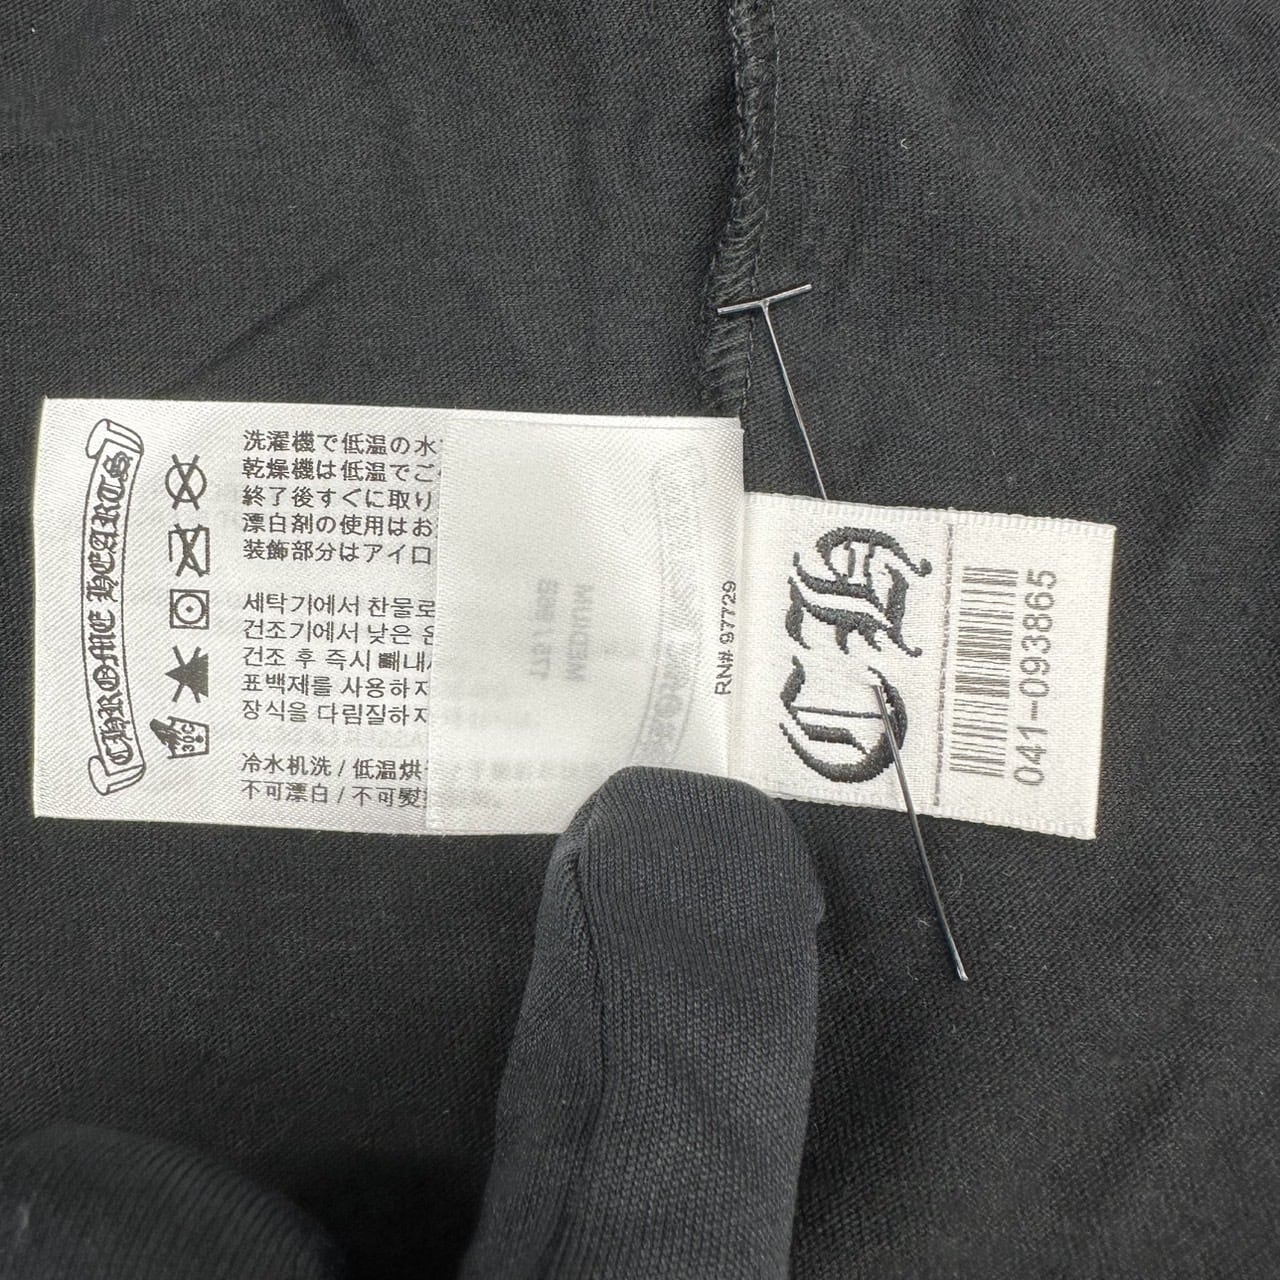 CHROME HEARTS
30C
洗濯機で低温の水
乾燥機は低温でご
終了後すぐに取り
漂白剤の使用はお
装飾部分はアイロ
세탁기에서 찬물로
건조기에서 낮은 온
건조 후 즉시 빼내
표백제를 사용하지
장식을 다림질하지
冷水机洗 / 低温烘
不可漂白 / 不可熨
MEDIUM
RN# 97729
CH
041-093865